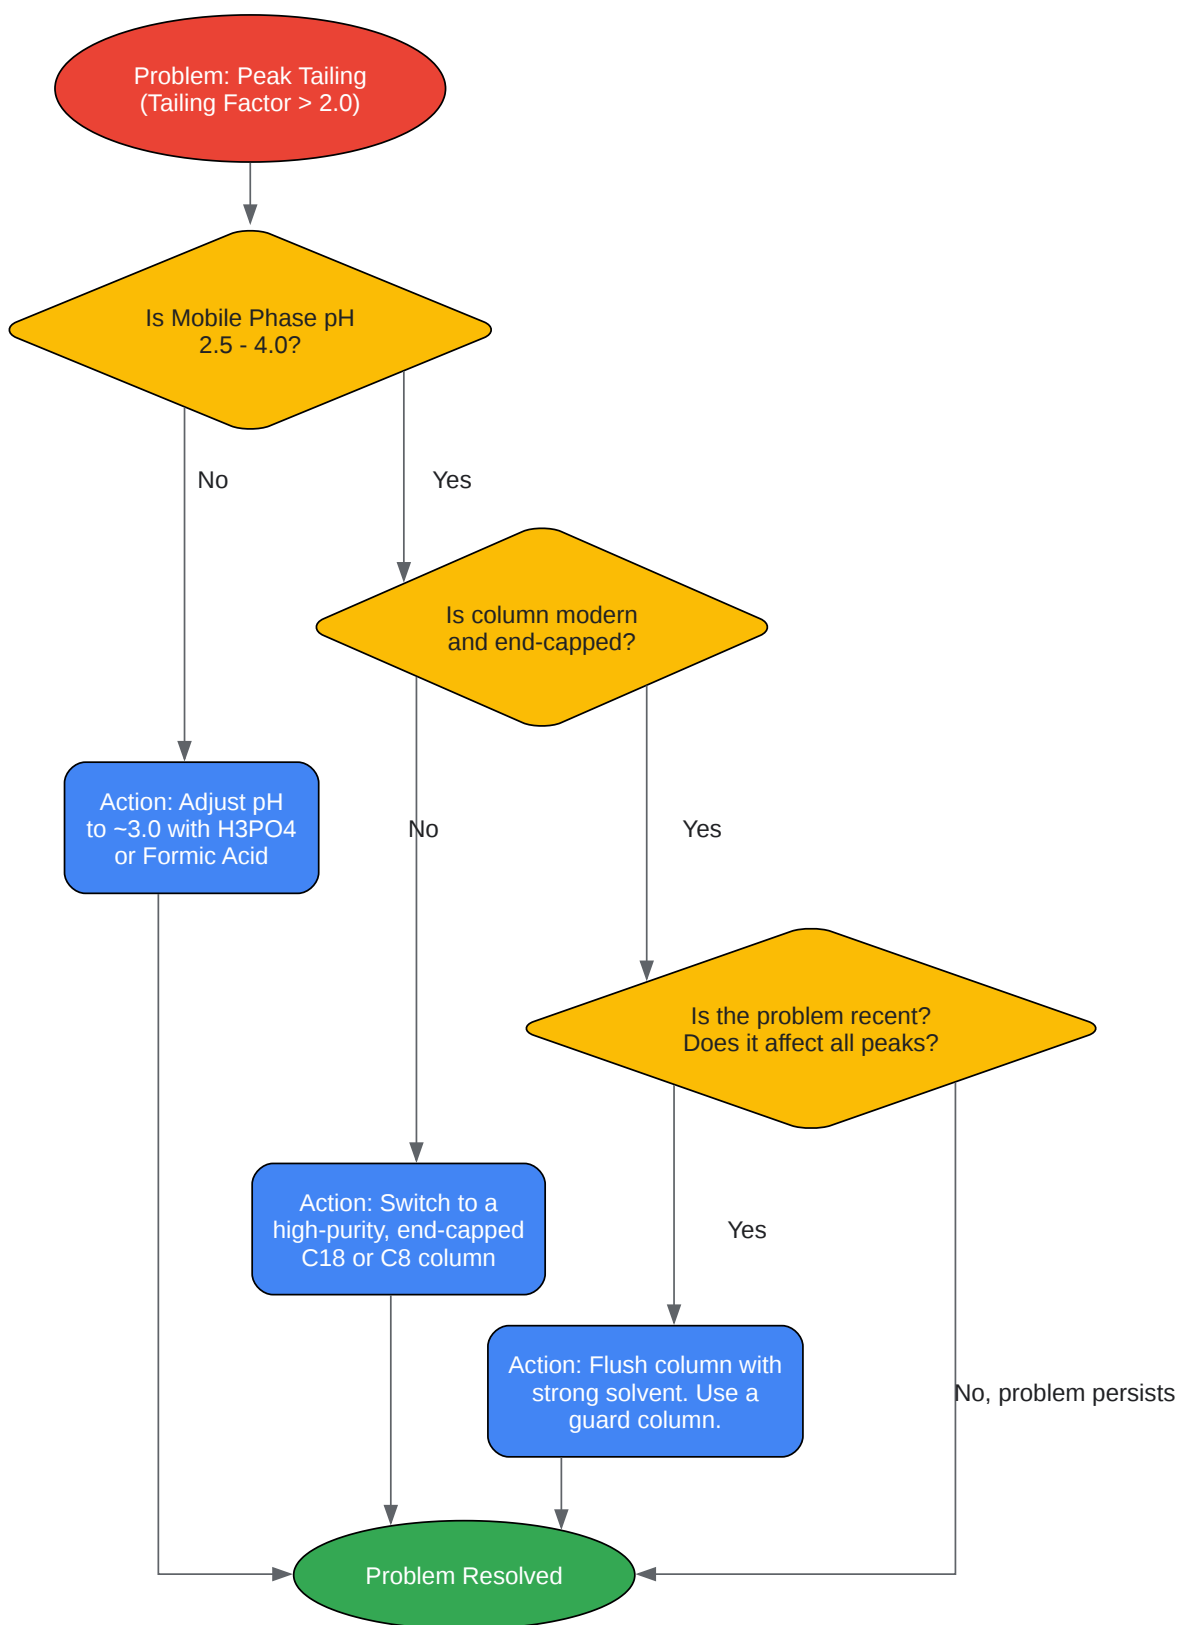 Problem: Peak Tailing
(Tailing Factor > 2.0)
Is Mobile Phase pH
2.5 - 4.0?
No
Yes
Is column modern
and end-capped?
Action: Adjust pH
to ~3.0 with H3PO4
or Formic Acid
No
Yes
Is the problem recent?
Does it affect all peaks?
Action: Switch to a
high-purity, end-capped
C18 or C8 column
Yes
Action: Flush column with
strong solvent. Use a
guard column.
No, problem persists
Problem Resolved